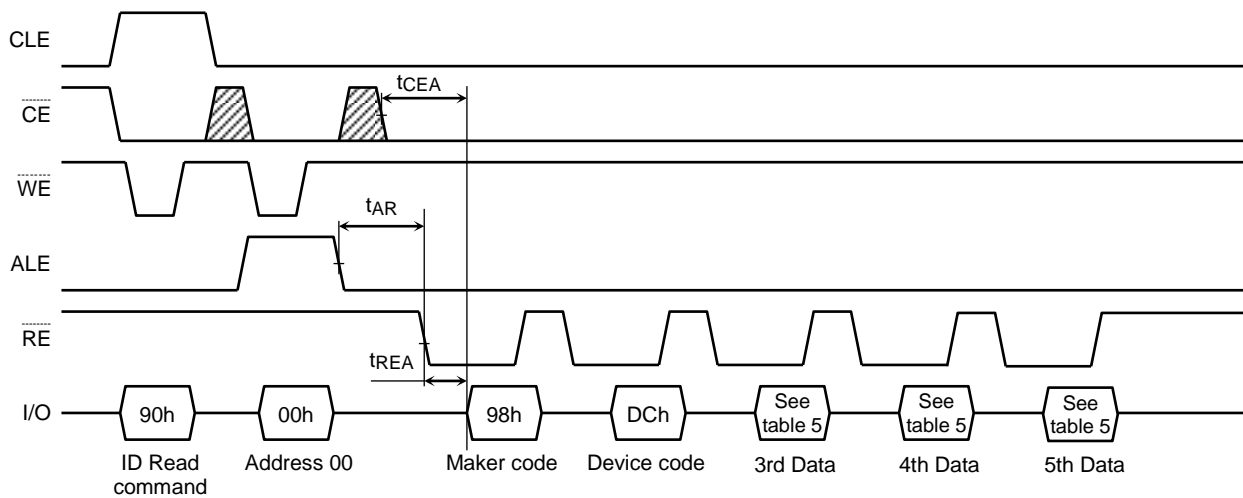 CLE
tCEA
CE
WE
tAR
ALE
RE
tREA
I/O
90h
00h
98h
DCh
See
table 5
See
table 5
See
table 5
ID Read
command
Address 00
Maker code
Device code
3rd Data
4th Data
5th Data